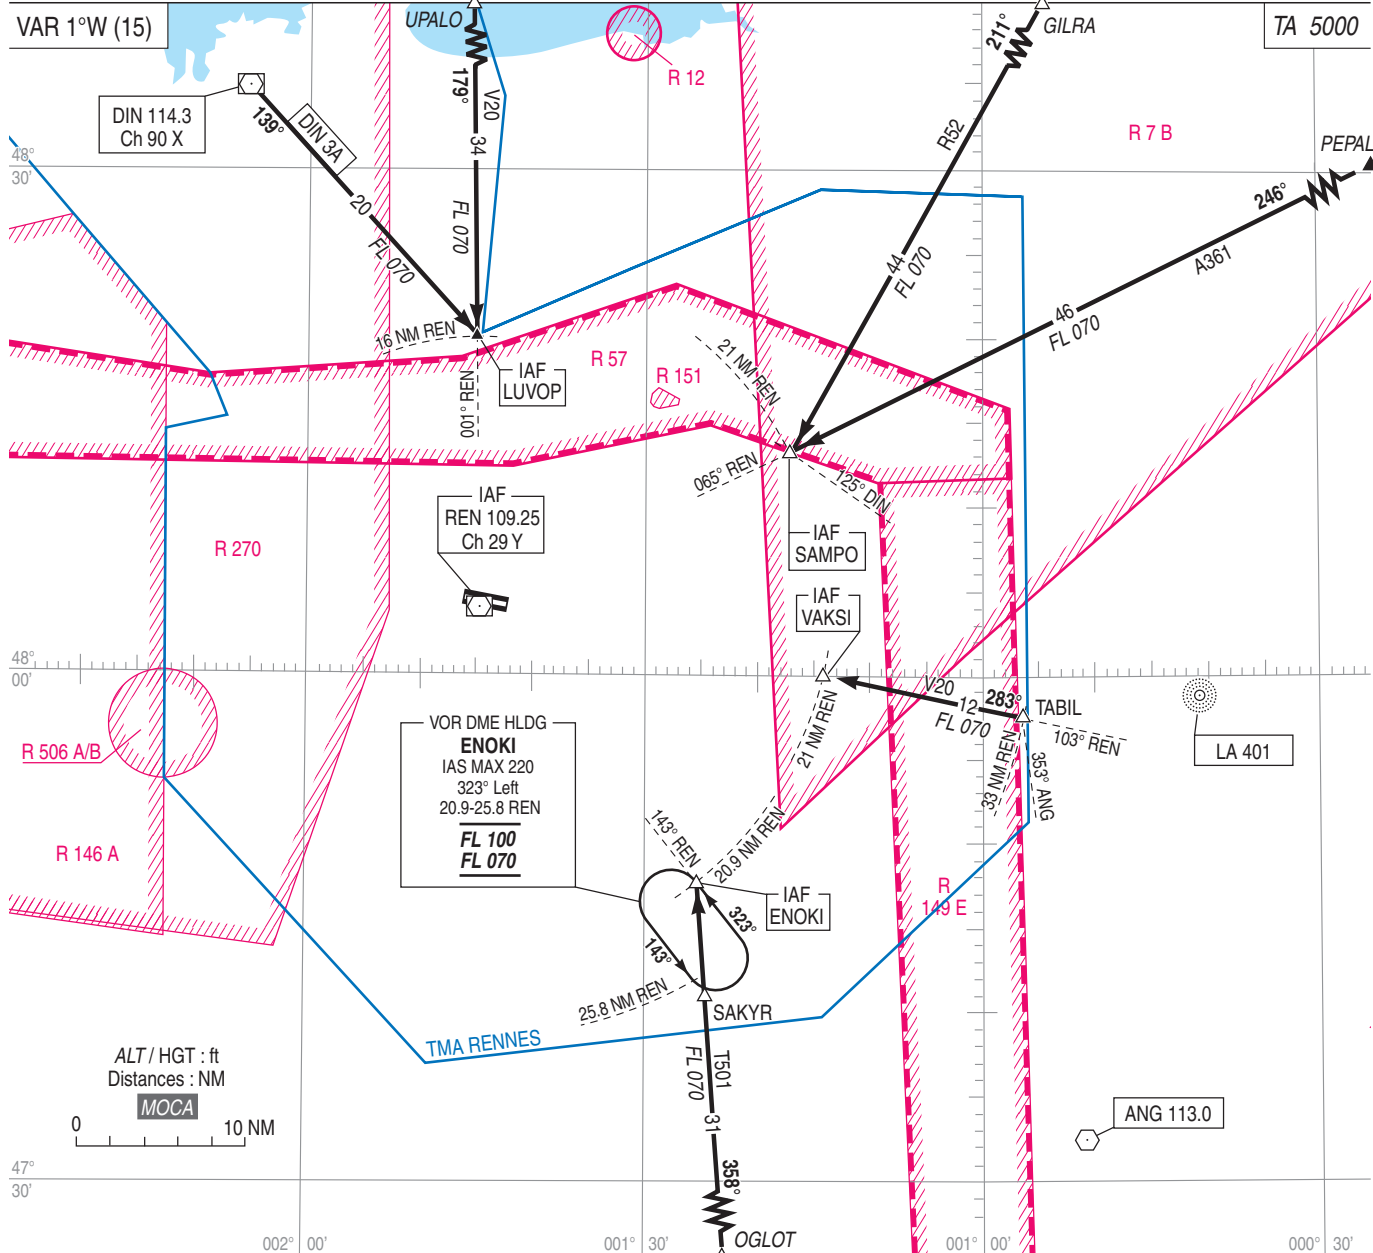 VAR 1°W (15)
UPALO
GILRA
TA 5000
211°
R 12
179°
V20
34
FL 070
DIN 114.3
Ch 90 X
139°
DIN 3A
20
FL 070
R52
44
FL 070
R 7 B
PEPAL
246°
A361
46
FL 070
48°
30'
16 NM REN
001° REN
IAF
LUVOP
R 57
R 151
21 NM REN
065° REN
125° DIN
IAF
SAMPO
IAF
REN 109.25
Ch 29 Y
R 270
IAF
VAKSI
48°
00'
V20
12
283°
FL 070
TABIL
103° REN
21 NM REN
33 NM REN
353° ANG
LA 401
R 506 A/B
VOR DME HLDG
ENOKI
IAS MAX 220
323° Left
20.9-25.8 REN
FL 100
FL 070
143° REN
20.9 NM REN
R 146 A
IAF
ENOKI
R
149 E
323°
143°
25.8 NM REN
SAKYR
TMA RENNES
T501
FL 070
31
358°
ALT / HGT : ft
Distances : NM
MOCA
0
10 NM
ANG 113.0
47°
30'
OGLOT
002° 00'
001° 30'
001° 00'
000° 30'